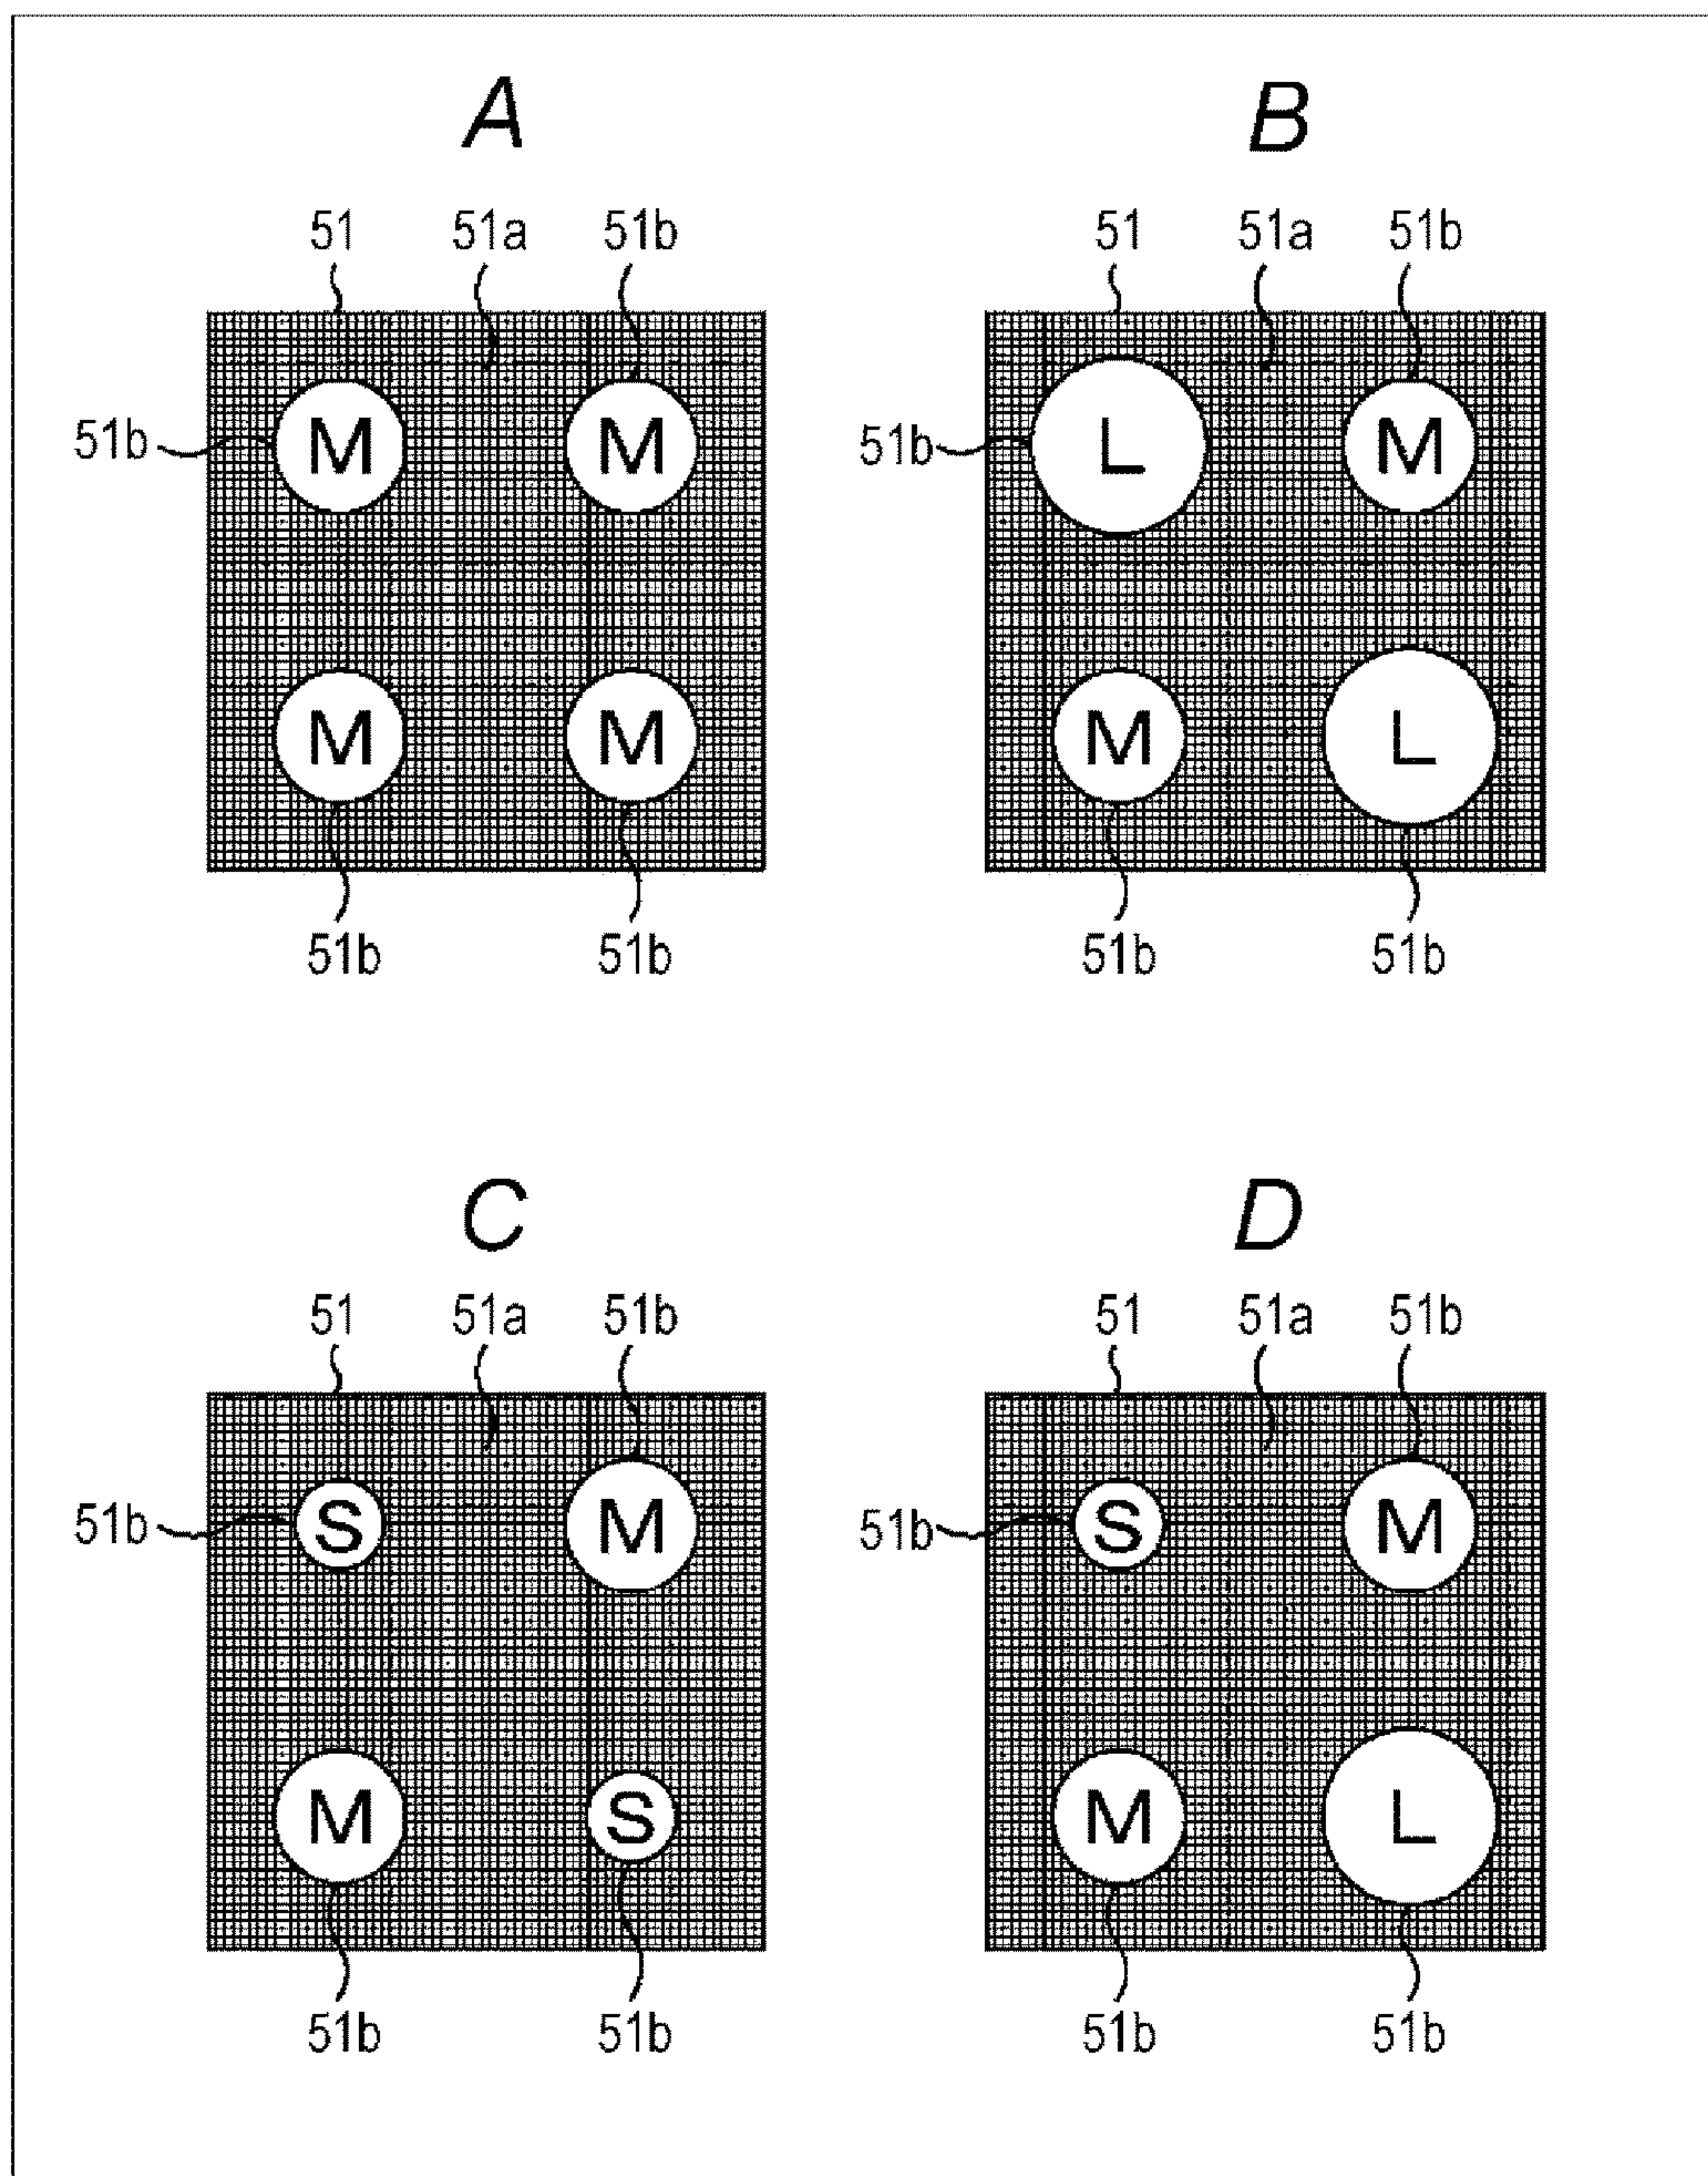 A B
51 51a 51b 51 51a 51b
51b M M 51b L M
M M M L
51b 51b 51b 51b
C D
51 51a 51b 51 51a 51b
51b S M 51b S M
M S M L
51b 51b 51b 51b